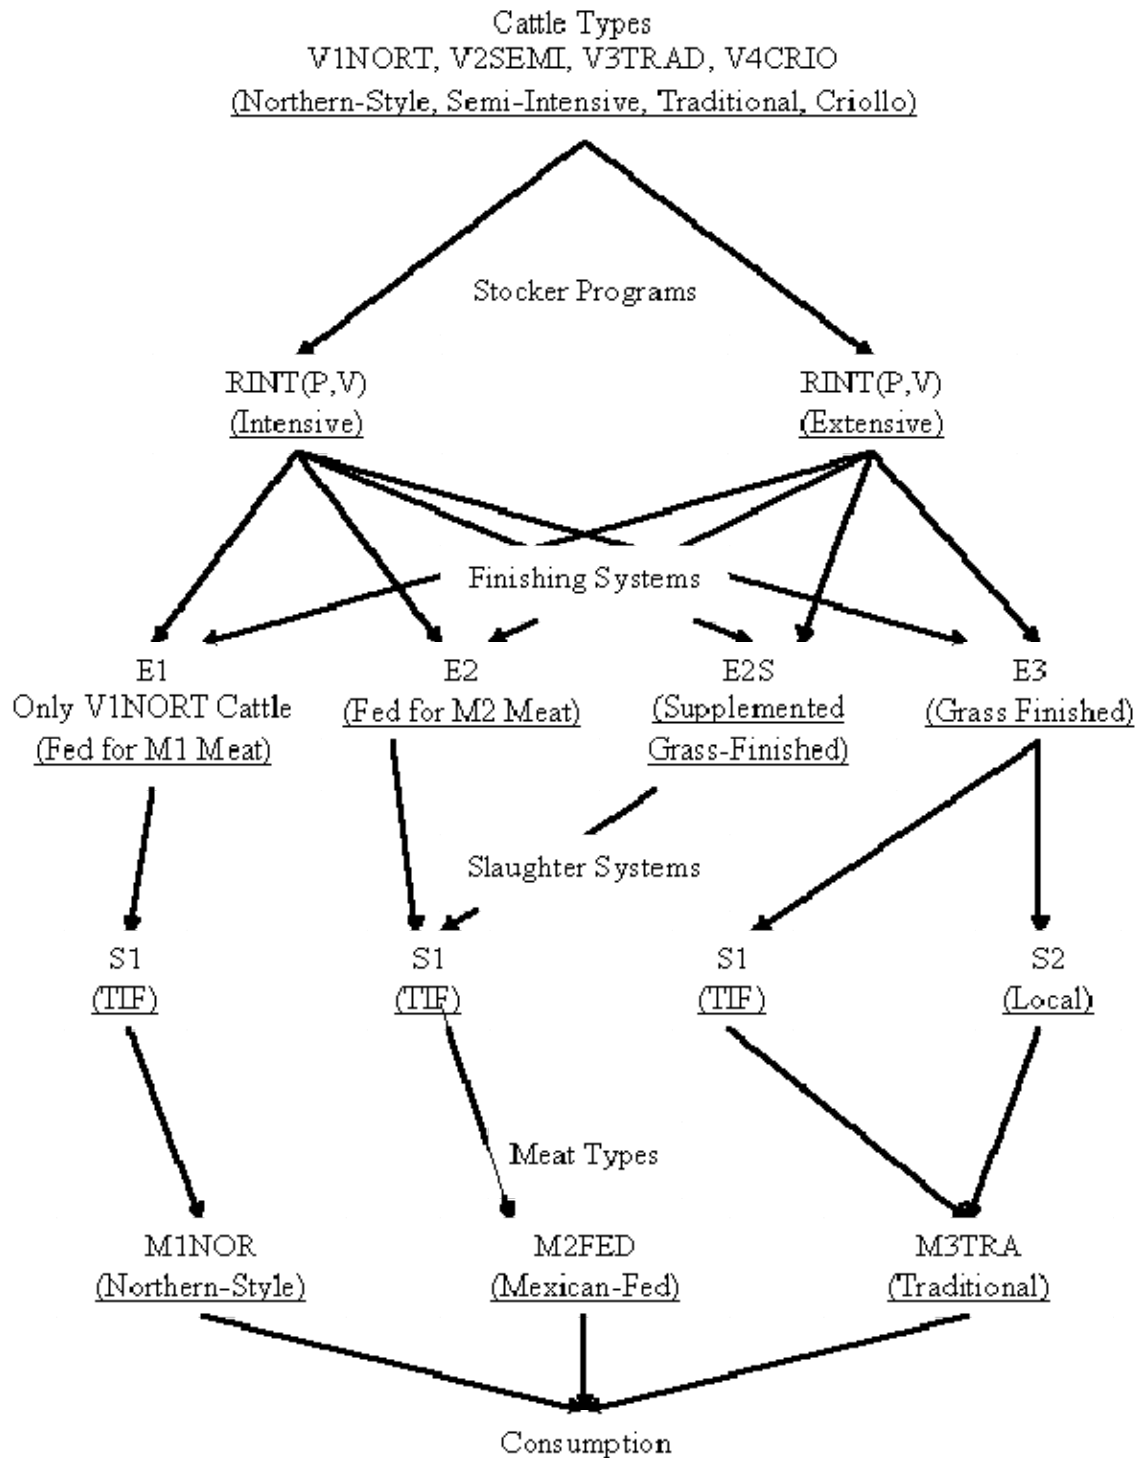 Cattle Types
V1NORT, V2SEMI, V3TRAD, V4CRIO
(Northern-Style, Semi-Intensive, Traditional, Criollo)
Stocker Programs
RINT(P,V)
(Intensive)
RINT(P,V)
(Extensive)
Finishing Systems
E1
Only V1NORT Cattle
(Fed for M1 Meat)
E2
(Fed for M2 Meat)
E2S
(Supplemented
Grass-Finished)
E3
(Grass Finished)
Slaughter Systems
S1
(TIF)
S1
(TIF)
S1
(TIF)
S2
(Local)
Meat Types
M1NOR
(Northern-Style)
M2FED
(Mexican-Fed)
M3TRA
(Traditional)
Consumption